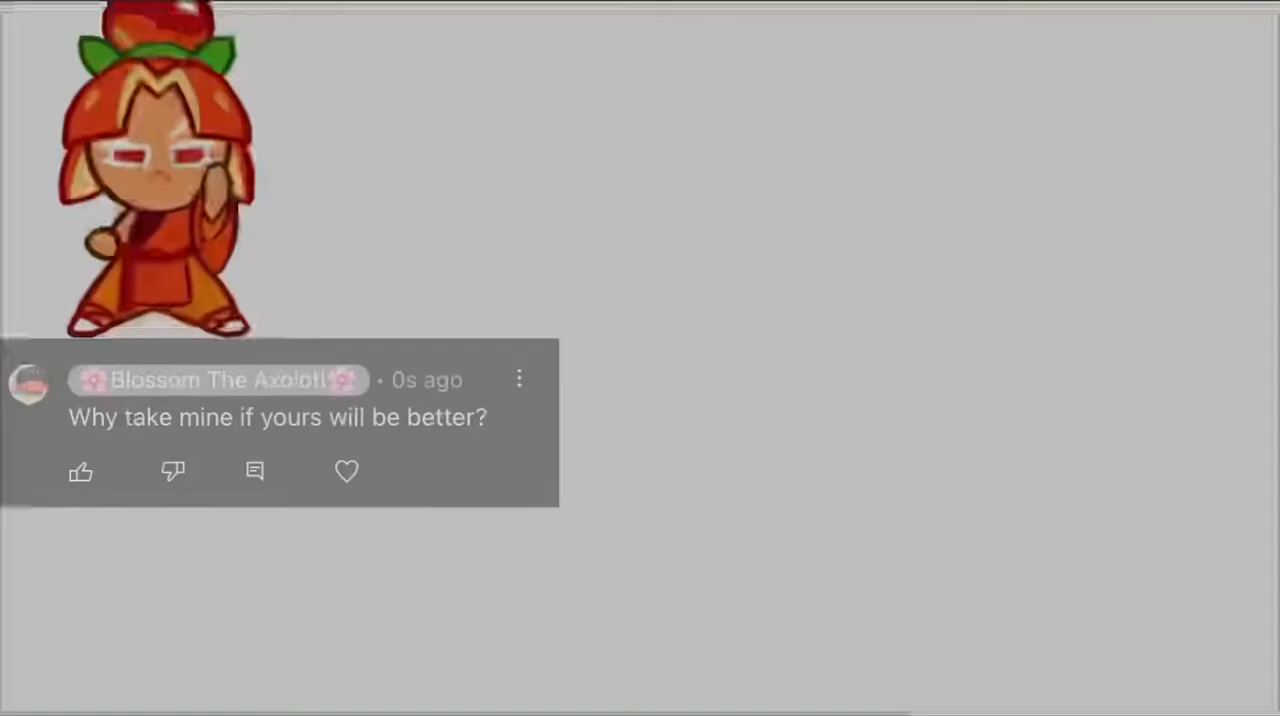 🌸Blossom The Axolotl🌸 • 0s ago
Why take mine if yours will be better?